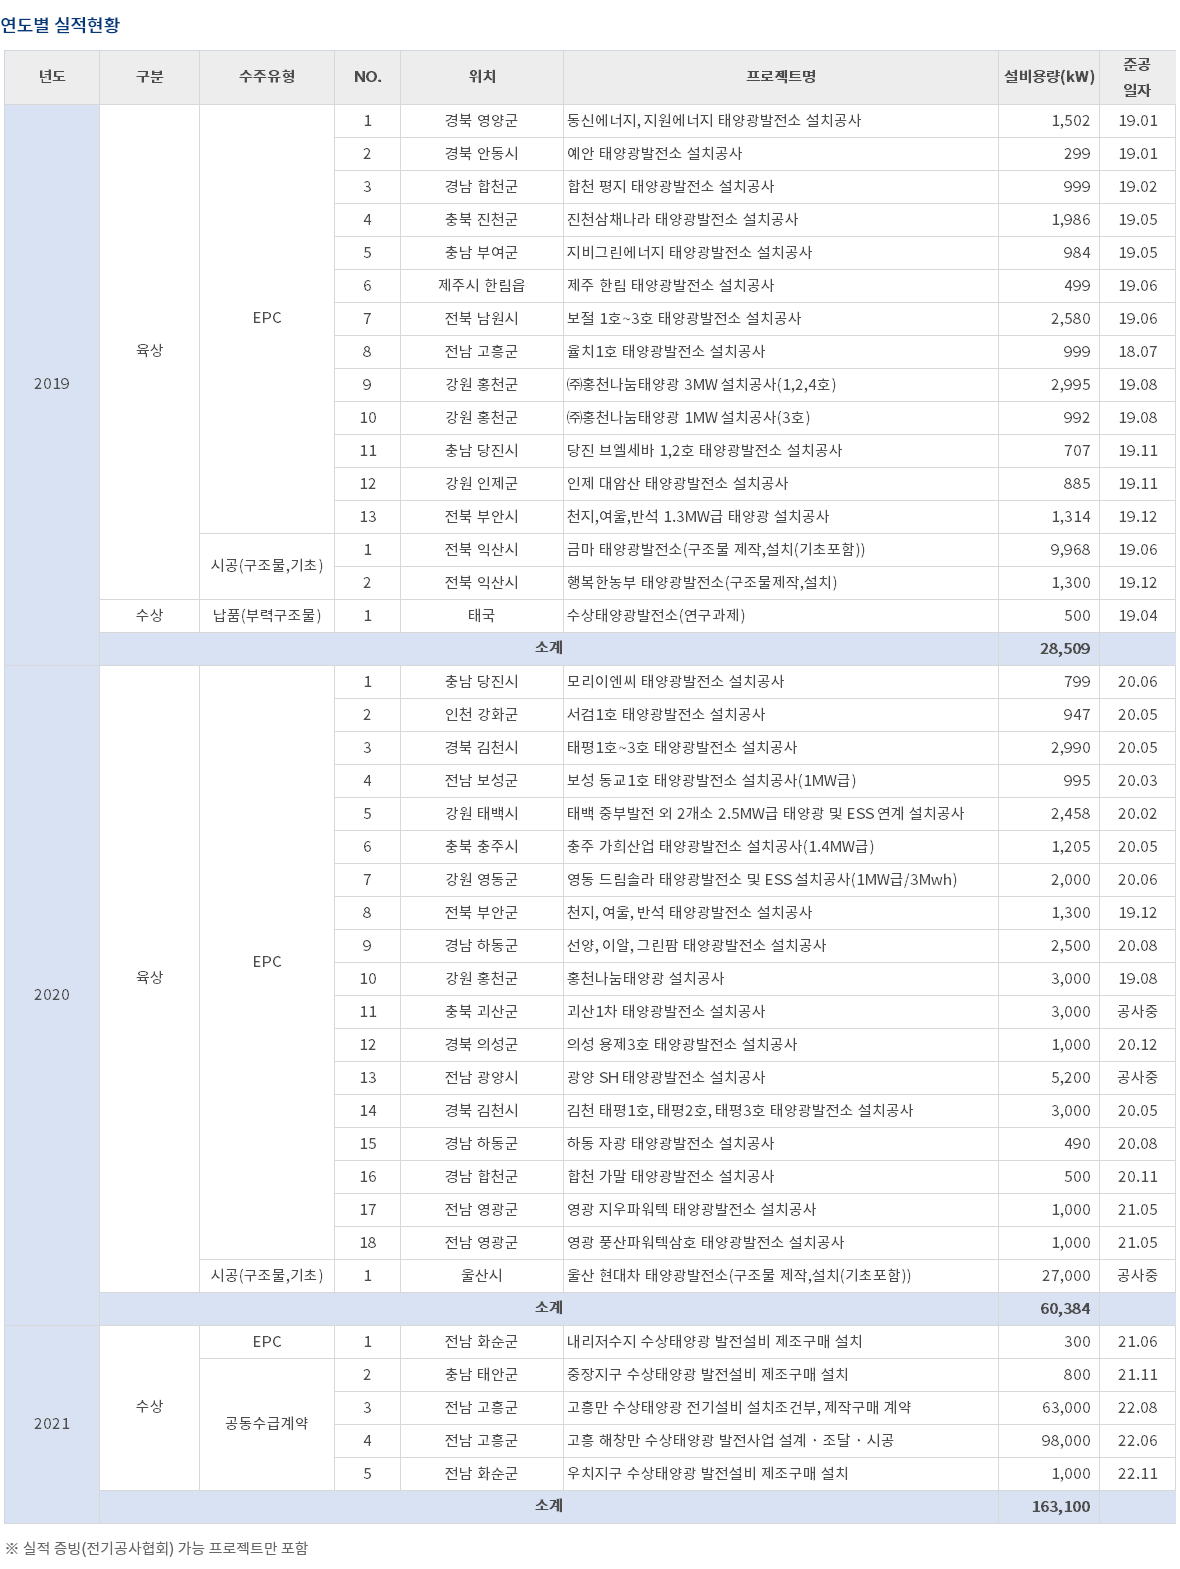 연도별 실적현황
년도 구분 수주유형 NO. 위치 프로젝트명 설비용량(kW) 준공
일자
2019 육상 EPC 1 경북 영양군 동신에너지, 지원에너지 태양광발전소 설치공사 1,502 19.01
2 경북 안동시 예안 태양광발전소 설치공사 299 19.01
3 경남 합천군 합천 평지 태양광발전소 설치공사 999 19.02
4 충북 진천군 진천삼채나라 태양광발전소 설치공사 1,986 19.05
5 충남 부여군 지비그린에너지 태양광발전소 설치공사 984 19.05
6 제주시 한림읍 제주 한림 태양광발전소 설치공사 499 19.06
7 전북 남원시 보절 1호~3호 태양광발전소 설치공사 2,580 19.06
8 전남 고흥군 율치1호 태양광발전소 설치공사 999 18.07
9 강원 홍천군 ㈜홍천나눔태양광 3MW 설치공사(1,2,4호) 2,995 19.08
10 강원 홍천군 ㈜홍천나눔태양광 1MW 설치공사(3호) 992 19.08
11 충남 당진시 당진 브엘세바 1,2호 태양광발전소 설치공사 707 19.11
12 강원 인제군 인제 대암산 태양광발전소 설치공사 885 19.11
13 전북 부안시 천지,여울,반석 1.3MW급 태양광 설치공사 1,314 19.12
시공(구조물,기초) 1 전북 익산시 금마 태양광발전소(구조물 제작,설치(기초포함)) 9,968 19.06
2 전북 익산시 행복한농부 태양광발전소(구조물제작,설치) 1,300 19.12
수상 납품(부력구조물) 1 태국 수상태양광발전소(연구과제) 500 19.04
소계 28,509
2020 육상 EPC 1 충남 당진시 모리이엔씨 태양광발전소 설치공사 799 20.06
2 인천 강화군 서검1호 태양광발전소 설치공사 947 20.05
3 경북 김천시 태평1호~3호 태양광발전소 설치공사 2,990 20.05
4 전남 보성군 보성 동교1호 태양광발전소 설치공사(1MW급) 995 20.03
5 강원 태백시 태백 중부발전 외 2개소 2.5MW급 태양광 및 ESS 연계 설치공사 2,458 20.02
6 충북 충주시 충주 가희산업 태양광발전소 설치공사(1.4MW급) 1,205 20.05
7 강원 영동군 영동 드림솔라 태양광발전소 및 ESS 설치공사(1MW급/3Mwh) 2,000 20.06
8 전북 부안군 천지, 여울, 반석 태양광발전소 설치공사 1,300 19.12
9 경남 하동군 선양, 이알, 그린팜 태양광발전소 설치공사 2,500 20.08
10 강원 홍천군 홍천나눔태양광 설치공사 3,000 19.08
11 충북 괴산군 괴산1차 태양광발전소 설치공사 3,000 공사중
12 경북 의성군 의성 용제3호 태양광발전소 설치공사 1,000 20.12
13 전남 광양시 광양 SH 태양광발전소 설치공사 5,200 공사중
14 경북 김천시 김천 태평1호, 태평2호, 태평3호 태양광발전소 설치공사 3,000 20.05
15 경남 하동군 하동 자광 태양광발전소 설치공사 490 20.08
16 경남 합천군 합천 가말 태양광발전소 설치공사 500 20.11
17 전남 영광군 영광 지우파워텍 태양광발전소 설치공사 1,000 21.05
18 전남 영광군 영광 풍산파워텍삼호 태양광발전소 설치공사 1,000 21.05
시공(구조물,기초) 1 울산시 울산 현대차 태양광발전소(구조물 제작,설치(기초포함)) 27,000 공사중
소계 60,384
2021 수상 EPC 1 전남 화순군 내리저수지 수상태양광 발전설비 제조구매 설치 300 21.06
공동수급계약 2 충남 태안군 중장지구 수상태양광 발전설비 제조구매 설치 800 21.11
3 전남 고흥군 고흥만 수상태양광 전기설비 설치조건부, 제작구매 계약 63,000 22.08
4 전남 고흥군 고흥 해창만 수상태양광 발전사업 설계 · 조달 · 시공 98,000 22.06
5 전남 화순군 우치지구 수상태양광 발전설비 제조구매 설치 1,000 22.11
소계 163,100
※ 실적 증빙(전기공사협회) 가능 프로젝트만 포함